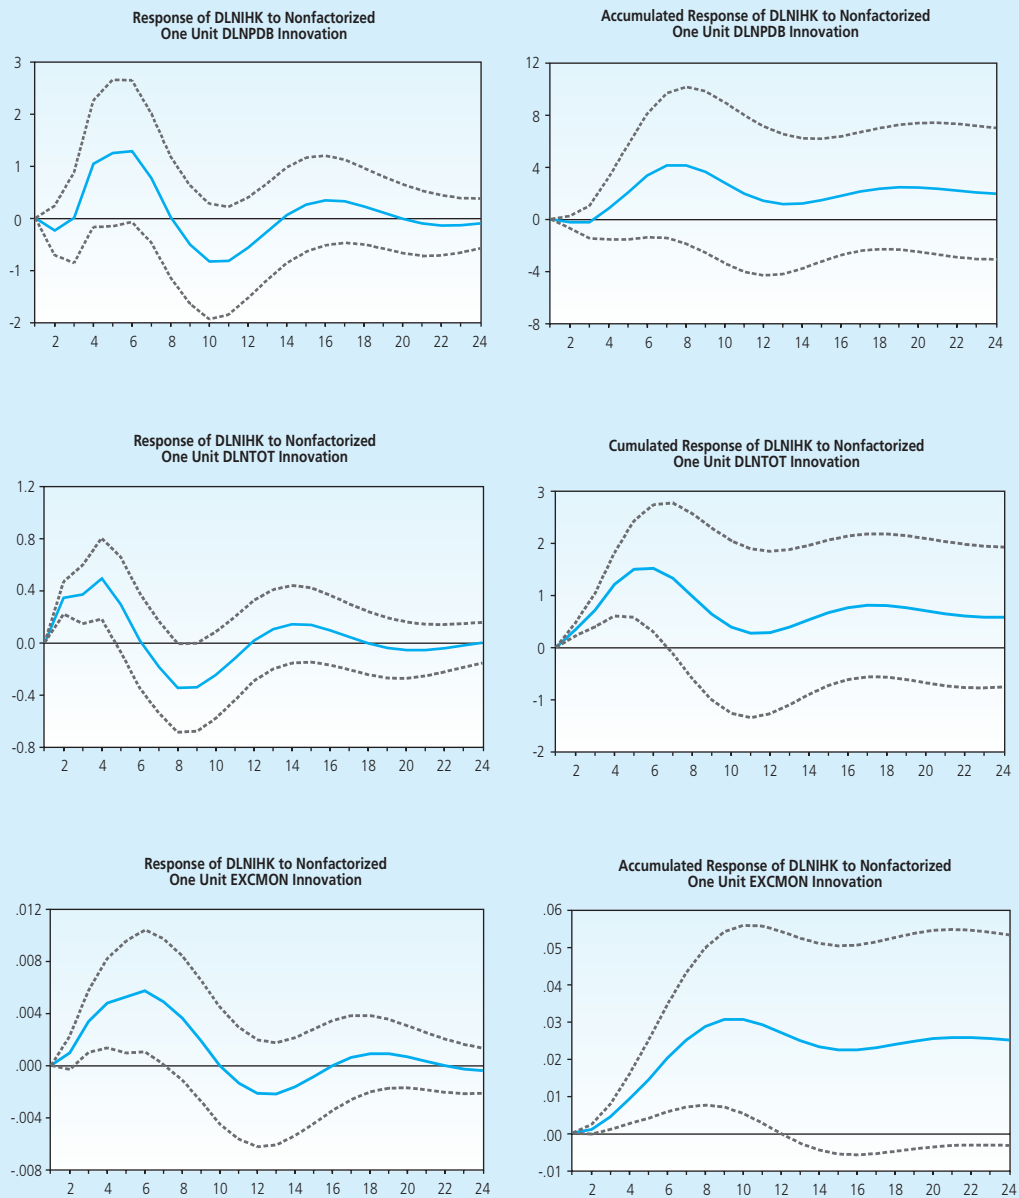 Response of DLNIHK to Nonfactorized
One Unit DLNPDB Innovation
3
2
1
0
-1
-2
2 4 6 8 10 12 14 16 18 20 22 24
Accumulated Response of DLNIHK to Nonfactorized
One Unit DLNPDB Innovation
12
8
4
0
-4
-8
2 4 6 8 10 12 14 16 18 20 22 24
Response of DLNIHK to Nonfactorized
One Unit DLNTOT Innovation
1.2
0.8
0.4
0.0
-0.4
-0.8
2 4 6 8 10 12 14 16 18 20 22 24
Cumulated Response of DLNIHK to Nonfactorized
One Unit DLNTOT Innovation
3
2
1
0
-1
-2
2 4 6 8 10 12 14 16 18 20 22 24
Response of DLNIHK to Nonfactorized
One Unit EXCMON Innovation
.012
.008
.004
.000
-.004
-.008
2 4 6 8 10 12 14 16 18 20 22 24
Accumulated Response of DLNIHK to Nonfactorized
One Unit EXCMON Innovation
.06
.05
.04
.03
.02
.01
.00
-.01
2 4 6 8 10 12 14 16 18 20 22 24